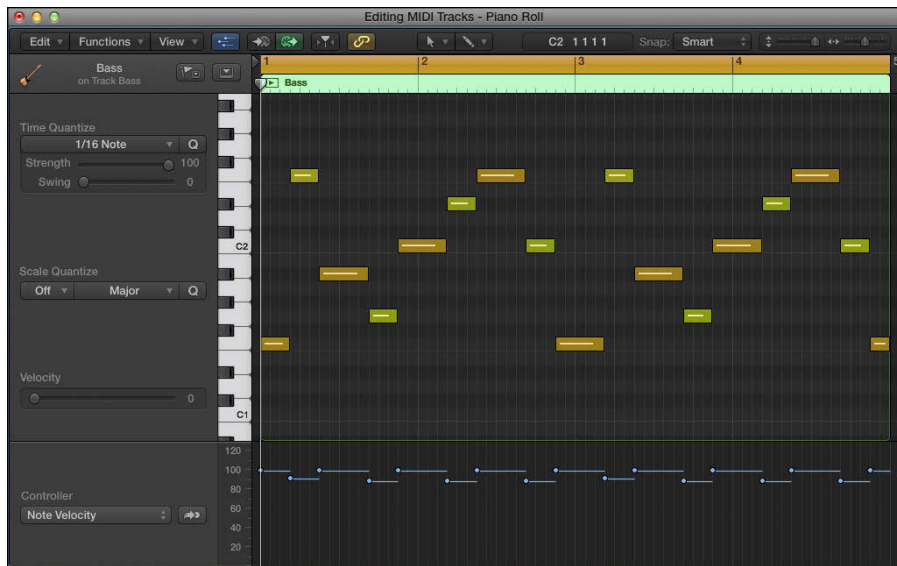 Editing MIDI Tracks - Piano Roll
Edit Functions View C2 1 1 1 1 Snap: Smart
Bass
on Track Bass
1 2 3 4 5
Bass
Time Quantize
1/16 Note Q
Strength 100
Swing 0
C2
Scale Quantize
Off Major Q
Velocity
0
C1
120
100
80
60
40
20
Controller
Note Velocity